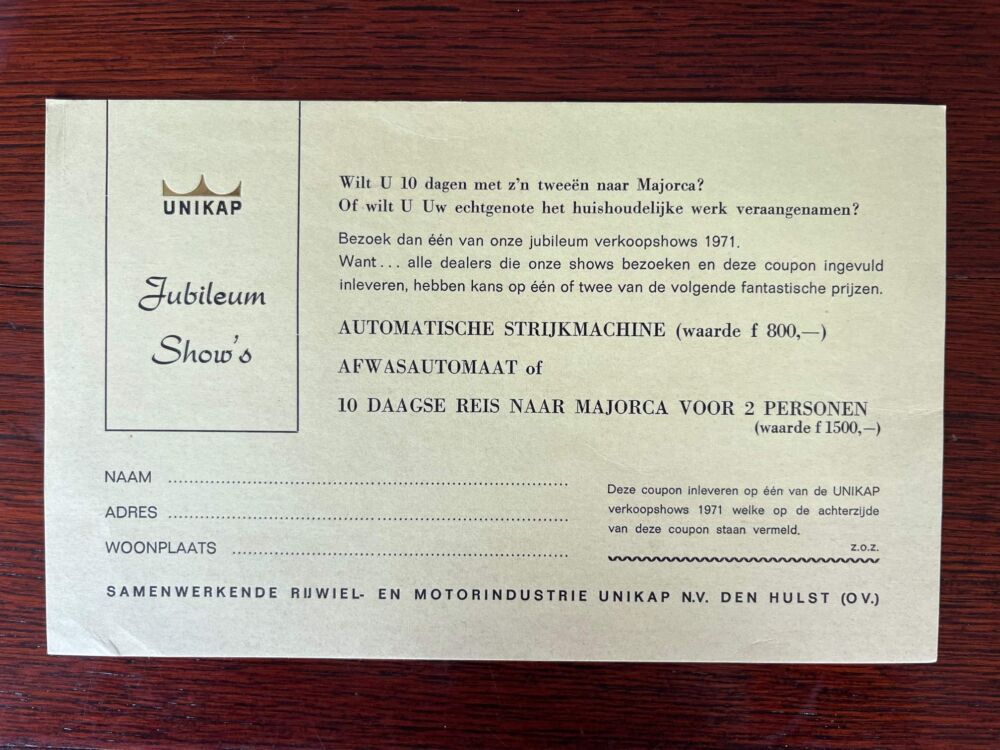 UNIKAP
Jubileum
Show's
Wilt U 10 dagen met z'n tweeën naar Majorca?
Of wilt U Uw echtgenote het huishoudelijke werk veraangenamen?
Bezoek dan één van onze jubileum verkoopshows 1971.
Want... alle dealers die onze shows bezoeken en deze coupon ingevuld
inleveren, hebben kans op één of twee van de volgende fantastische prijzen.
AUTOMATISCHE STRIJKMACHINE (waarde f 800,—)
AFWASAUTOMAAT of
10 DAAGSE REIS NAAR MAJORCA VOOR 2 PERSONEN
(waarde f 1500,—)
NAAM
ADRES
WOONPLAATS
Deze coupon inleveren op één van de UNIKAP
verkoopshows 1971 welke op de achterzijde
van deze coupon staan vermeld.
z.o.z.
SAMENWERKENDE RIJWIEL- EN MOTORINDUSTRIE UNIKAP N.V. DEN HULST (OV.)